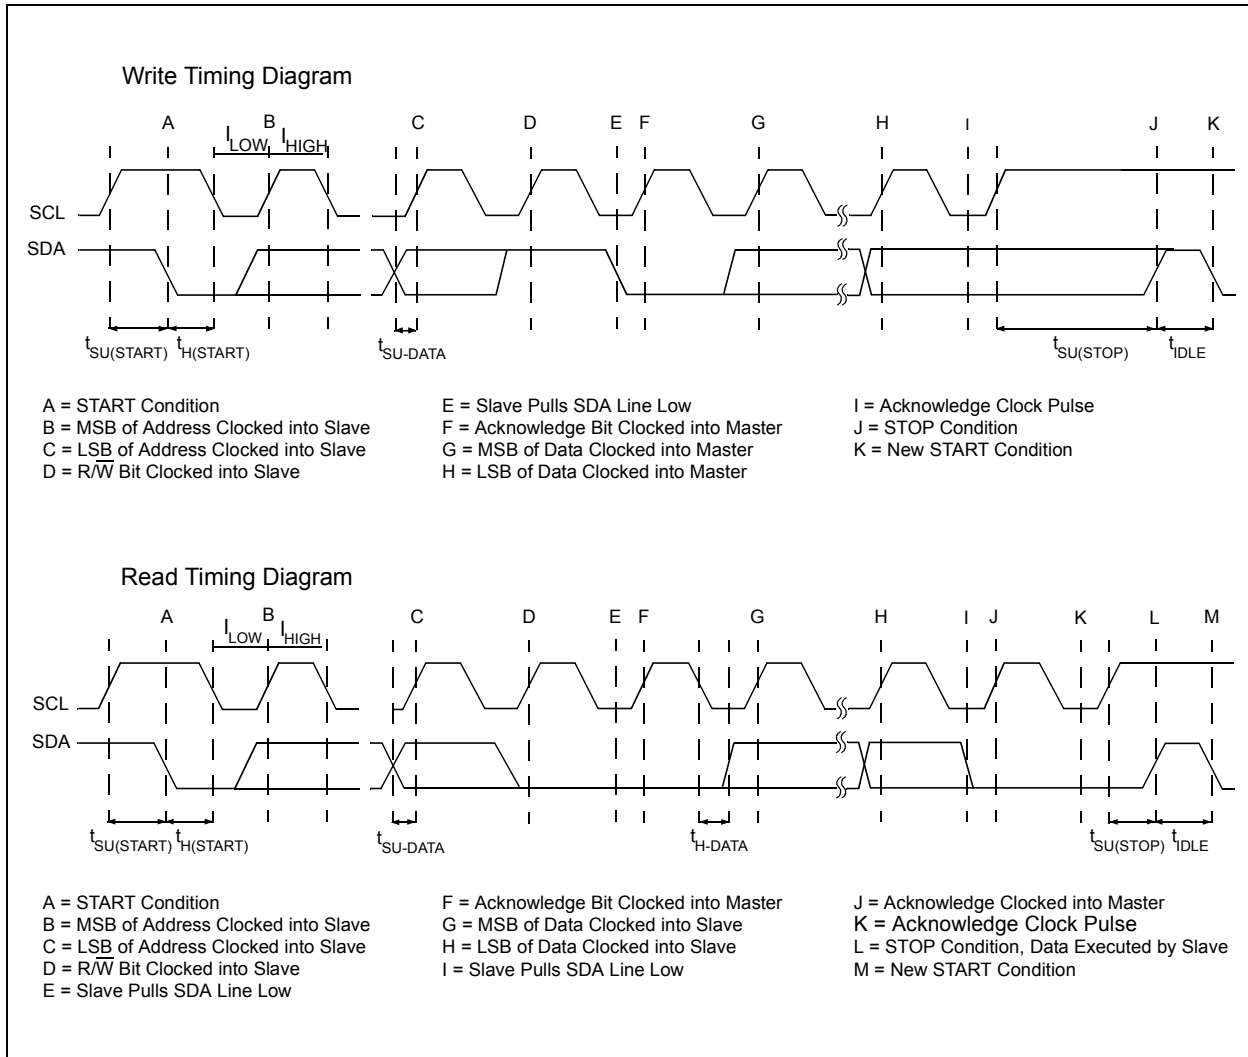 Write Timing Diagram
A B C D E F G H I J K
I LOW I HIGH
SCL
SDA
tSU(START) tH(START) tSU-DATA tSU(STOP) tIDLE
A = START Condition
B = MSB of Address Clocked into Slave
C = LSB of Address Clocked into Slave
D = R/W̅ Bit Clocked into Slave
E = Slave Pulls SDA Line Low
F = Acknowledge Bit Clocked into Master
G = MSB of Data Clocked into Master
H = LSB of Data Clocked into Master
I = Acknowledge Clock Pulse
J = STOP Condition
K = New START Condition
Read Timing Diagram
A B C D E F G H I J K L M
I LOW I HIGH
SCL
SDA
tSU(START) tH(START) tSU-DATA tH-DATA tSU(STOP) tIDLE
A = START Condition
B = MSB of Address Clocked into Slave
C = LSB of Address Clocked into Slave
D = R/W̅ Bit Clocked into Slave
E = Slave Pulls SDA Line Low
F = Acknowledge Bit Clocked into Master
G = MSB of Data Clocked into Slave
H = LSB of Data Clocked into Slave
I = Slave Pulls SDA Line Low
J = Acknowledge Clocked into Master
K = Acknowledge Clock Pulse
L = STOP Condition, Data Executed by Slave
M = New START Condition